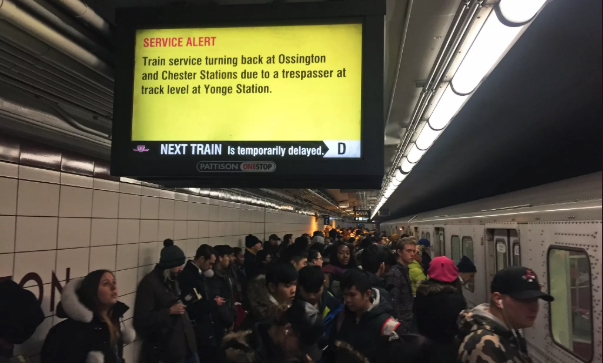 SERVICE ALERT
Train service turning back at Ossington
and Chester Stations due to a trespasser at
track level at Yonge Station.
NEXT TRAIN Is temporarily delayed. D
PATTISON ONESTOP
ON